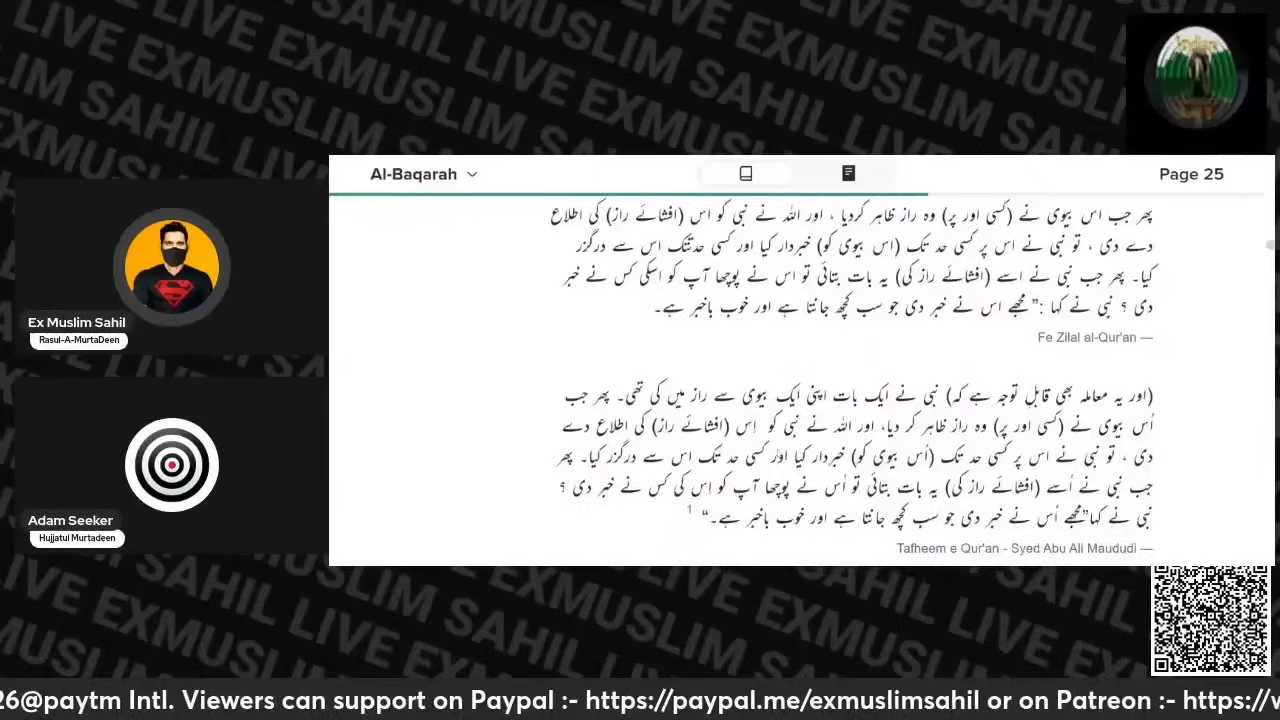 Al-Baqarah
Page 25
پھر جب اس بیوی نے (کسی اور پر) وہ راز ظاہر کردیا ، اور اللہ نے نبی کو اس (افشائے راز) کی اطلاع
دے دی ، تو نبی نے اس پر کسی حد تک (اس بیوی کو) خبردار کیا اور کسی حدتک اس سے درگزر
کیا۔ پھر جب نبی نے اسے (افشائے راز کی) یہ بات بتائی تو اس نے پوچھا آپ کو اسکی کس نے خبر
دی ؟ نبی نے کہا :” مجھے اس نے خبر دی جو سب کچھ جانتا ہے اور خوب باخبر ہے۔
Fe Zilal al-Qur'an —
(اور یہ معاملہ بھی قابل توجہ ہے کہ) نبی نے ایک بات اپنی ایک بیوی سے راز میں کی تھی۔ پھر جب
اُس بیوی نے (کسی اور پر) وہ راز ظاہر کر دیا، اور اللہ نے نبی کو اِس (افشائے راز) کی اطلاع دے
دی ، تو نبی نے اس پر کسی حد تک (اُس بیوی کو) خبردار کیا اور کسی حد تک اس سے درگزر کیا۔ پھر
جب نبی نے اُسے (افشائے راز کی) یہ بات بتائی تو اُس نے پوچھا آپ کو اِس کی کس نے خبر دی ؟
نبی نے کہا”مجھے اُس نے خبر دی جو سب کچھ جانتا ہے اور خوب باخبر ہے۔“ 1
Tafheem e Qur'an - Syed Abu Ali Maududi —
Ex Muslim Sahil
Rasul-A-MurtaDeen
Adam Seeker
Hujjatul Murtadeen
26@paytm Intl. Viewers can support on Paypal :- https://paypal.me/exmuslimsahil or on Patreon :- https://